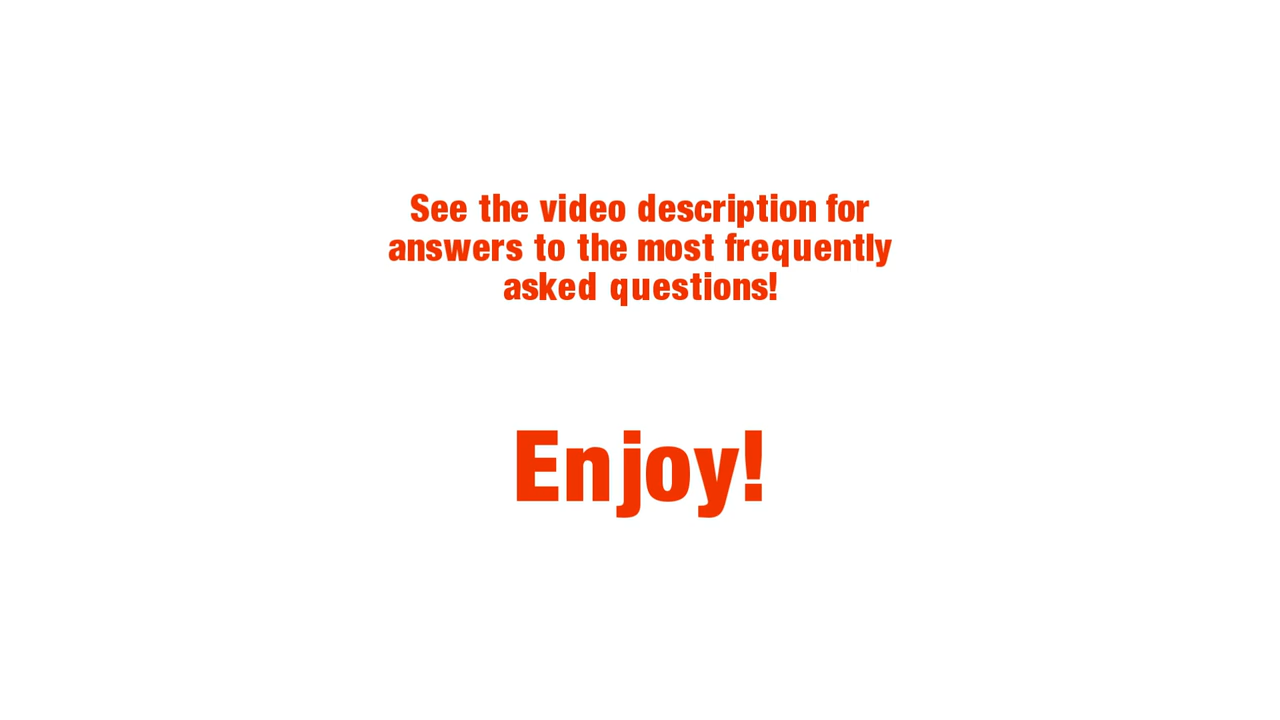 See the video description for
answers to the most frequently
asked questions!
Enjoy!